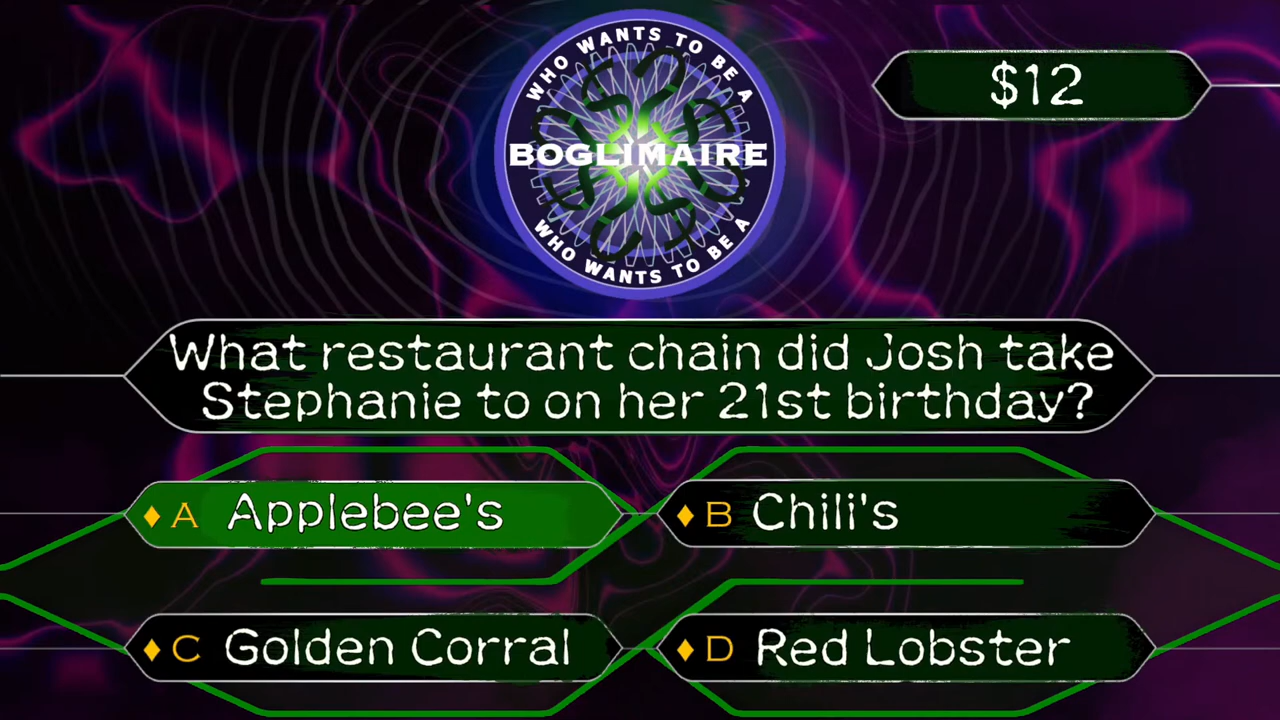 WHO WANTS TO BE A
BOGLIMAIRE
WHO WANTS TO BE A
$12
What restaurant chain did Josh take
Stephanie to on her 21st birthday?
A Applebee's
B Chili's
C Golden Corral
D Red Lobster